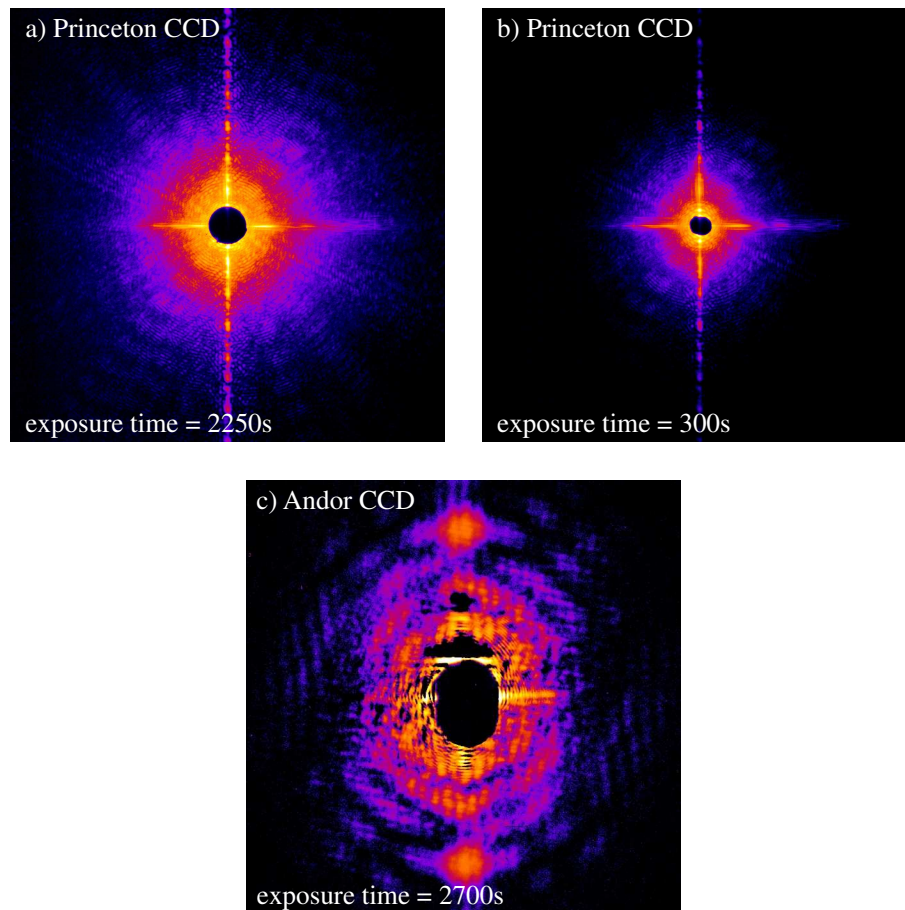 a) Princeton CCD
b) Princeton CCD
exposure time = 2250s
exposure time = 300s
c) Andor CCD
exposure time = 2700s